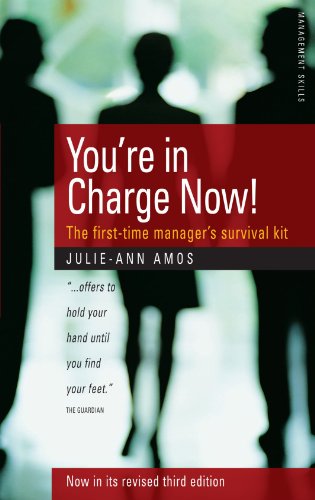 MANAGEMENT SKILLS
You're in
Charge Now!
The first-time manager's survival kit
JULIE-ANN AMOS
"...offers to
hold your
hand until
you find
your feet."
THE GUARDIAN
Now in its revised third edition